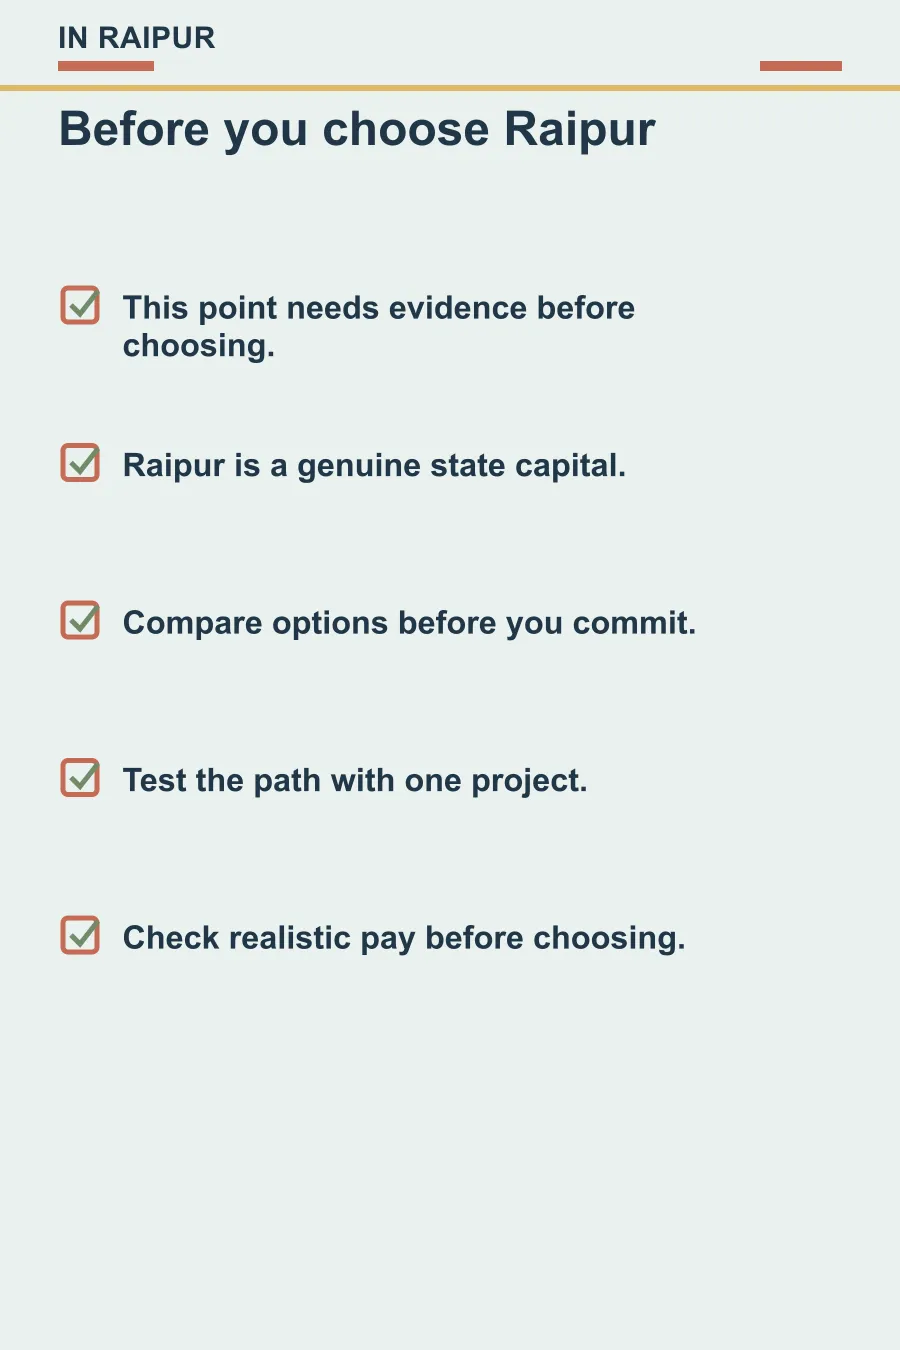 IN RAIPUR
Before you choose Raipur
This point needs evidence before
choosing.
Raipur is a genuine state capital.
Compare options before you commit.
Test the path with one project.
Check realistic pay before choosing.